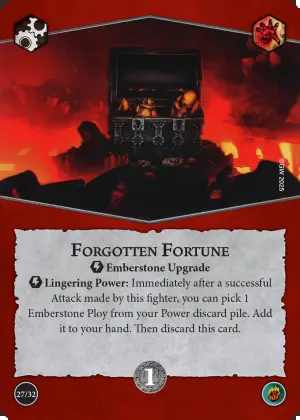 ©GW 2025
Forgotten Fortune
Emberstone Upgrade
Lingering Power: Immediately after a successful
Attack made by this fighter, you can pick 1
Emberstone Ploy from your Power discard pile. Add
it to your hand. Then discard this card.
27/32
1